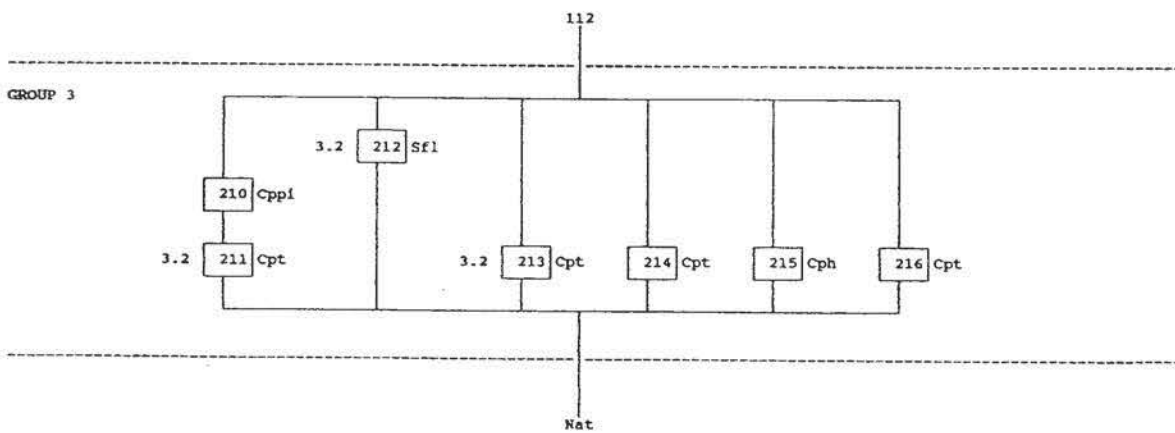 112
GROUP 3
3.2 212 Sfl
210 Cppi
3.2 211 Cpt
3.2 213 Cpt
214 Cpt
215 Cph
216 Cpt
Nat